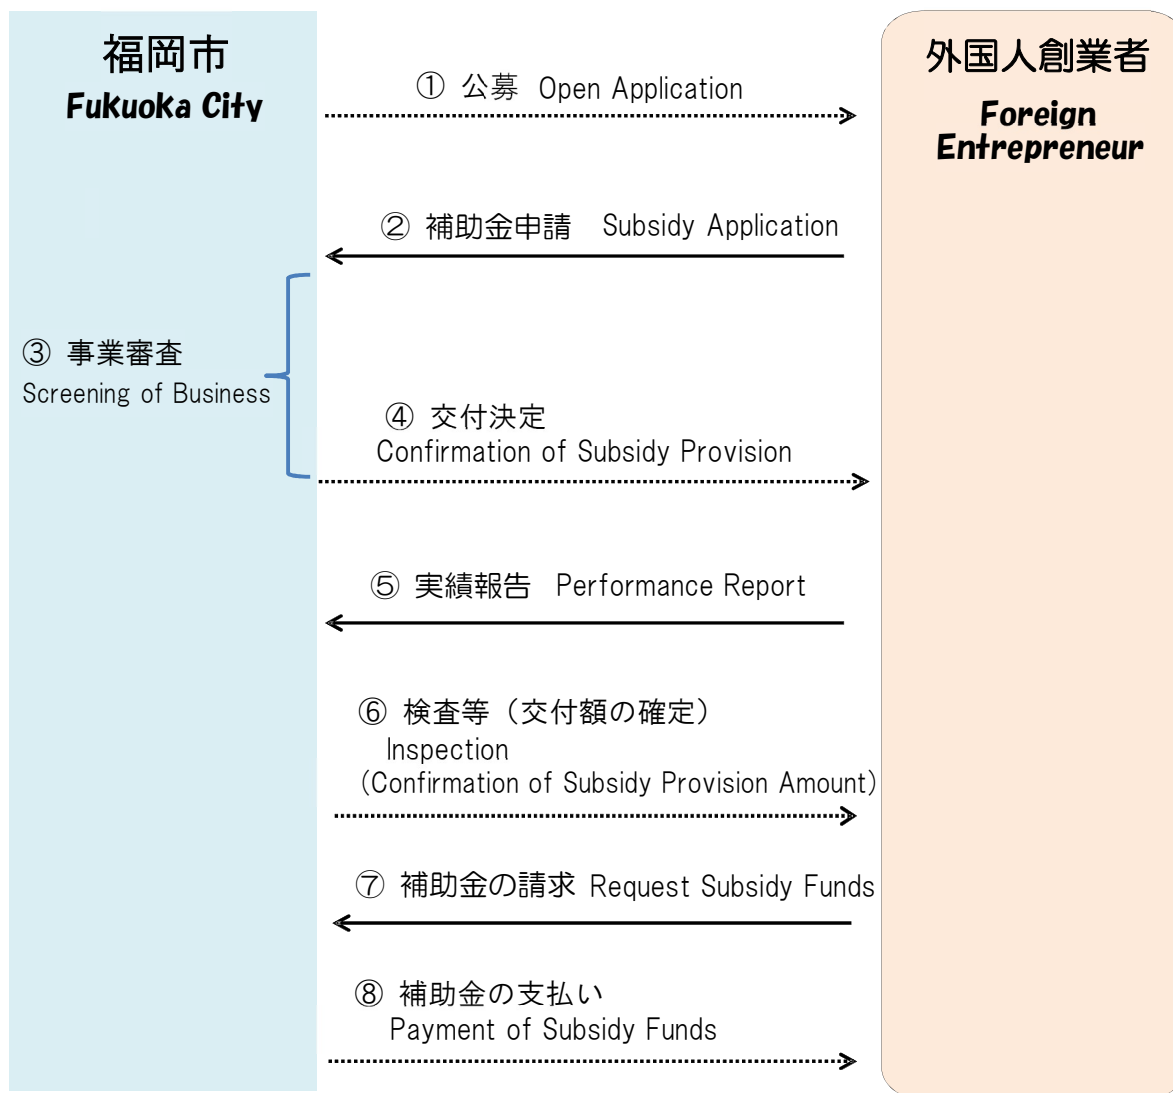 福岡市
Fukuoka City
外国人創業者
Foreign
Entrepreneur
① 公募 Open Application
② 補助金申請 Subsidy Application
③ 事業審査
Screening of Business
④ 交付決定
Confirmation of Subsidy Provision
⑤ 実績報告 Performance Report
⑥ 検査等（交付額の確定）
Inspection
(Confirmation of Subsidy Provision Amount)
⑦ 補助金の請求 Request Subsidy Funds
⑧ 補助金の支払い
Payment of Subsidy Funds